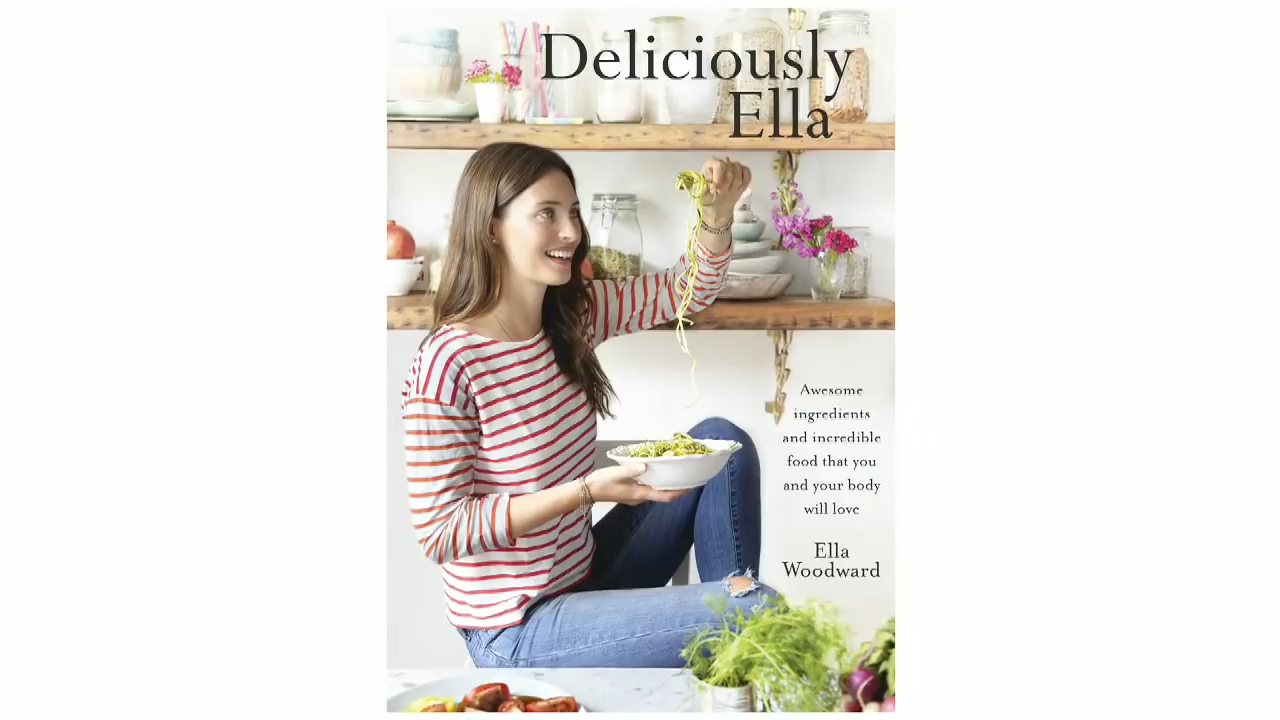 Deliciously
Ella
Awesome
ingredients
and incredible
food that you
and your body
will love
Ella
Woodward